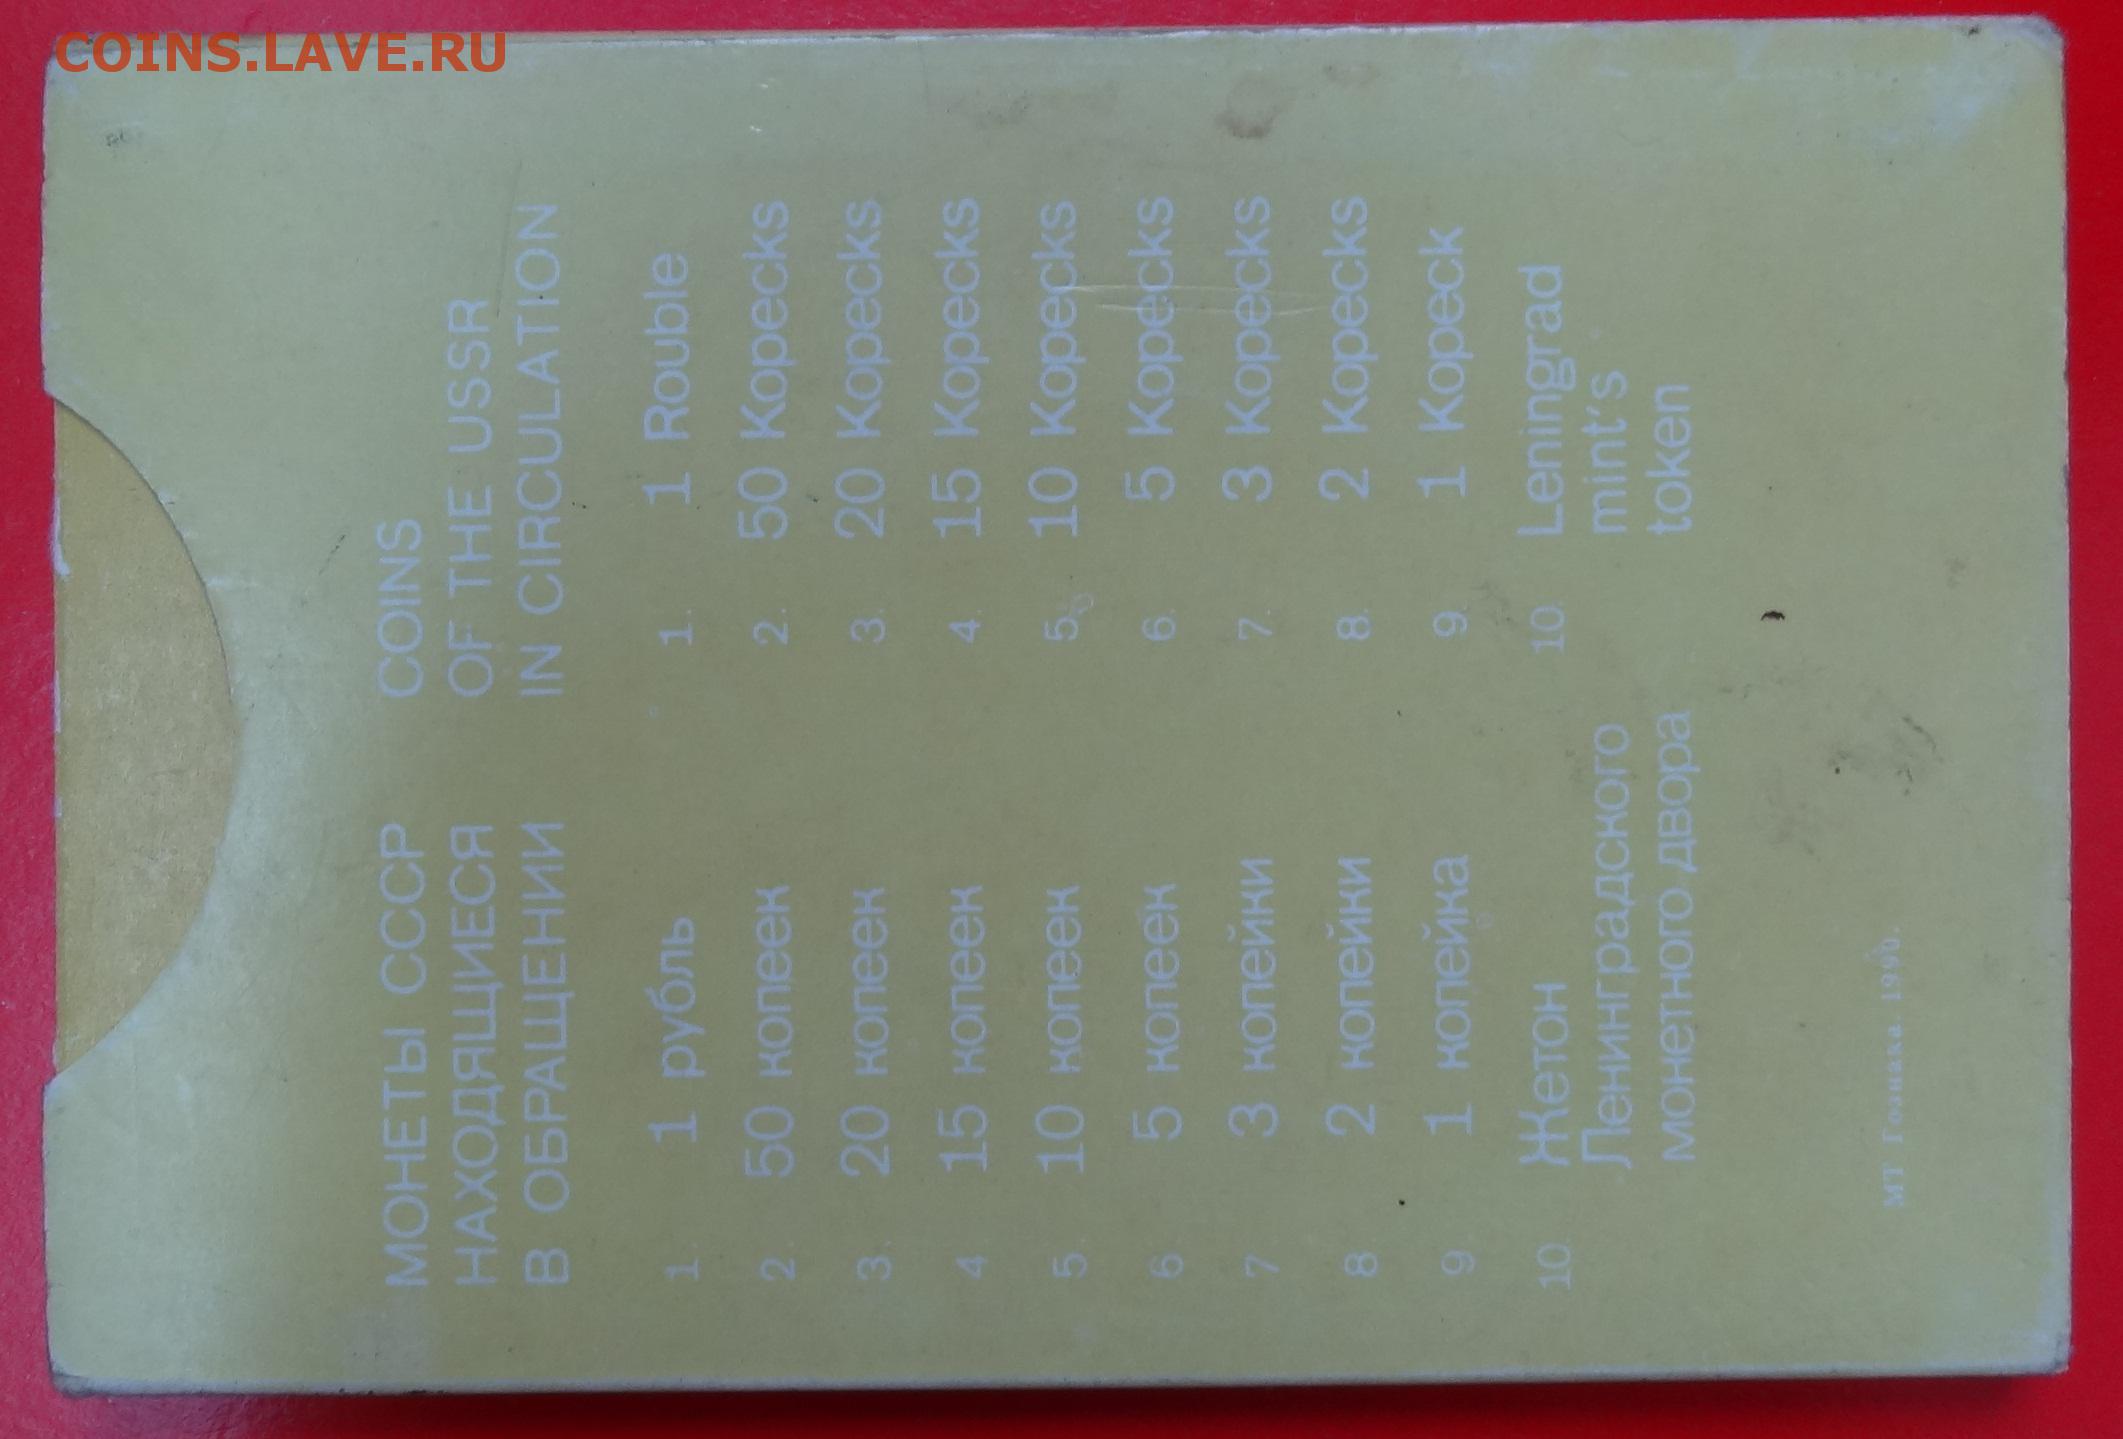 COINS.LAVE.RU
МОНЕТЫ СССР
НАХОДЯЩИЕСЯ
В ОБРАЩЕНИИ
1. 1 рубль
2. 50 копеек
3. 20 копеек
4 15 копеек
5 10 копеек
6 5 копеек
7 3 копейки
8 2 копейки
9 1 копейка
10 Жетон
Ленинградского
монетного двора
COINS
OF THE USSR
IN CIRCULATION
1. 1 Rouble
2. 50 Kopecks
3. 20 Kopecks
4. 15 Kopecks
5. 10 Kopecks
6. 5 Kopecks
7. 3 Kopecks
8. 2 Kopecks
9. 1 Kopeck
10. Leningrad
mint's
token
МТ Гознака. 1990.